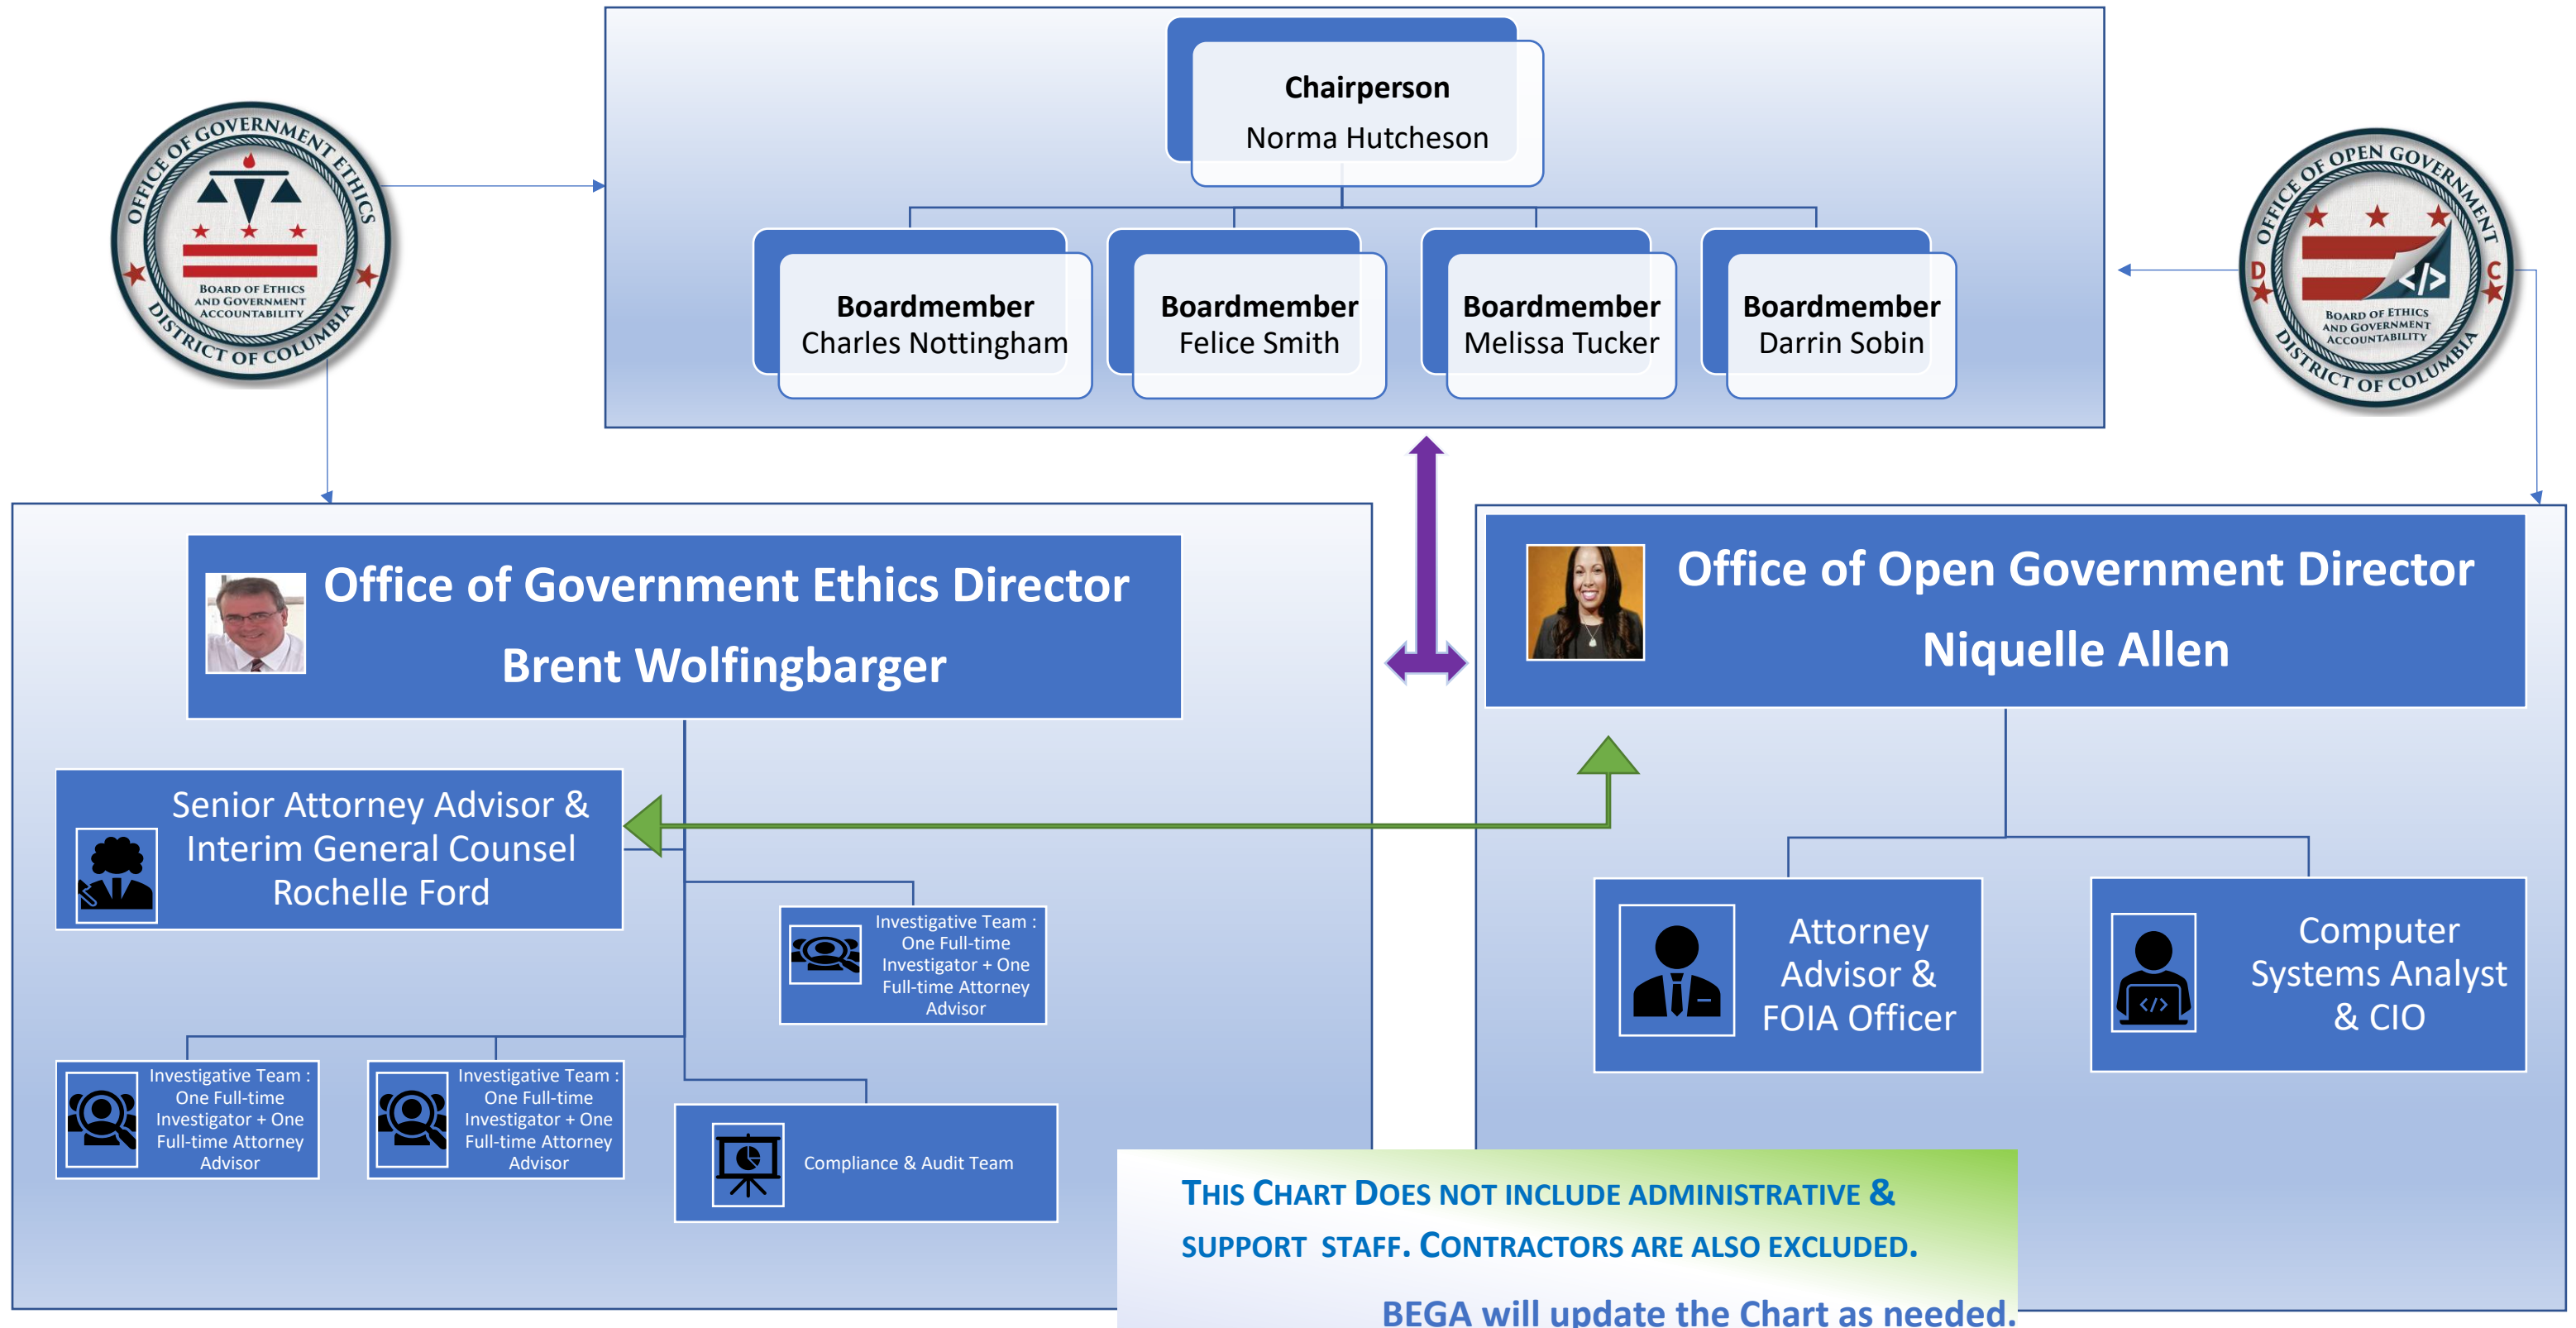 Chairperson
Norma Hutcheson
OFFICE OF GOVERNMENT ETHICS
BOARD OF ETHICS
AND GOVERNMENT
ACCOUNTABILITY
DISTRICT OF COLUMBIA
OFFICE OF OPEN GOVERNMENT
D C
</>
BOARD OF ETHICS
AND GOVERNMENT
ACCOUNTABILITY
DISTRICT OF COLUMBIA
Boardmember
Charles Nottingham
Boardmember
Felice Smith
Boardmember
Melissa Tucker
Boardmember
Darrin Sobin
Office of Government Ethics Director
Brent Wolfingbarger
Office of Open Government Director
Niquelle Allen
Senior Attorney Advisor &
Interim General Counsel
Rochelle Ford
Investigative Team :
One Full-time
Investigator + One
Full-time Attorney
Advisor
Investigative Team :
One Full-time
Investigator + One
Full-time Attorney
Advisor
Investigative Team :
One Full-time
Investigator + One
Full-time Attorney
Advisor
Compliance & Audit Team
Attorney
Advisor &
FOIA Officer
</>
Computer
Systems Analyst
& CIO
THIS CHART DOES NOT INCLUDE ADMINISTRATIVE &
SUPPORT STAFF. CONTRACTORS ARE ALSO EXCLUDED.
BEGA will update the Chart as needed.